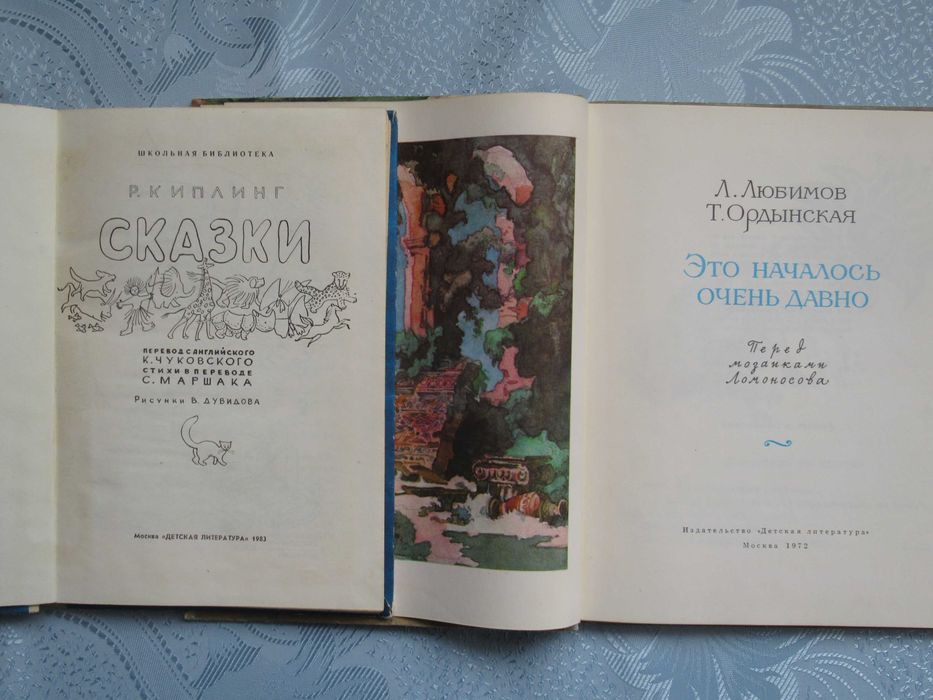 ШКОЛЬНАЯ БИБЛИОТЕКА
Р. КИПЛИНГ
СКАЗКИ
ПЕРЕВОД С АНГЛИЙСКОГО
К. ЧУКОВСКОГО
СТИХИ В ПЕРЕВОДЕ
С. МАРШАКА
Рисунки В. ДУВИДОВА
Москва «ДЕТСКАЯ ЛИТЕРАТУРА» 1983
Л. Любимов
Т. Ордынская
Это началось
очень давно
Перед
мозаиками
Ломоносова
Издательство «Детская литература»
Москва 1972